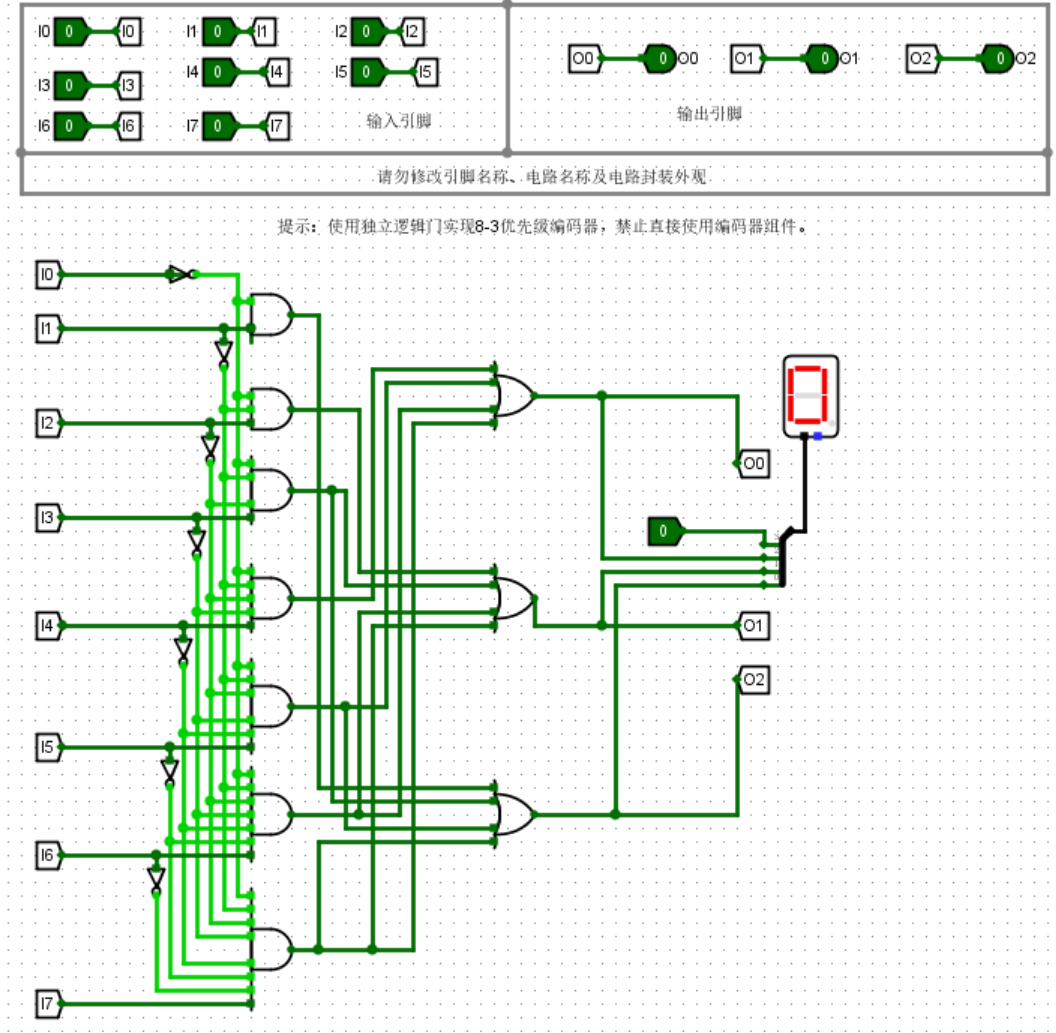 I0 0 I0 I1 0 I1 I2 0 I2 O0 0 O0 O1 0 O1 O2 0 O2
I3 0 I3 I4 0 I4 I5 0 I5
I6 0 I6 I7 0 I7 输入引脚 输出引脚
请勿修改引脚名称、电路名称及电路封装外观
提示：使用独立逻辑门实现8-3优先级编码器，禁止直接使用编码器组件。
I0
I1
I2
0
O0
I3
0
I4
O1
O2
I5
I6
I7